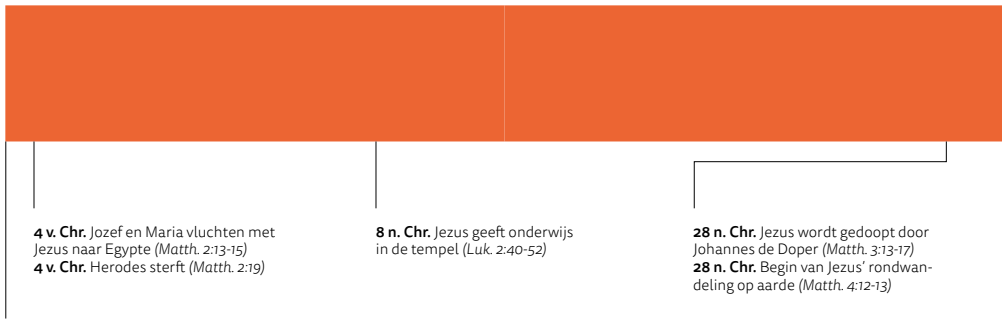 4 v. Chr. Jozef en Maria vluchten met
Jezus naar Egypte (Matth. 2:13-15)
4 v. Chr. Herodes sterft (Matth. 2:19)
8 n. Chr. Jezus geeft onderwijs
in de tempel (Luk. 2:40-52)
28 n. Chr. Jezus wordt gedoopt door
Johannes de Doper (Matth. 3:13-17)
28 n. Chr. Begin van Jezus’ rondwan-
deling op aarde (Matth. 4:12-13)